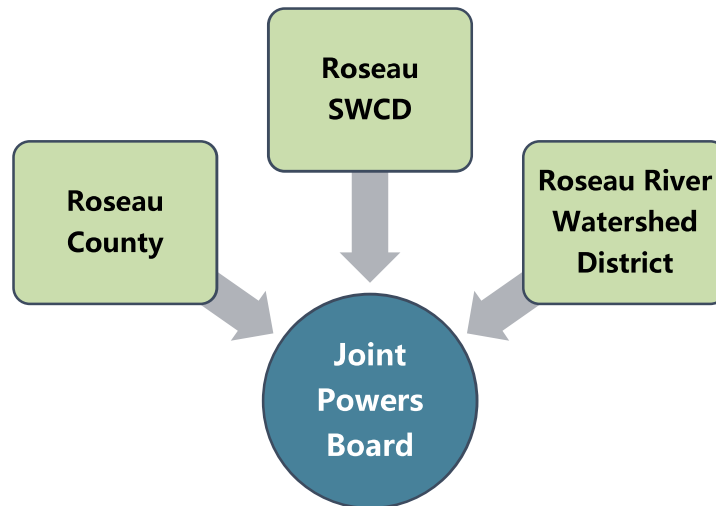 Roseau
SWCD
Roseau
County
Roseau River
Watershed
District
Joint
Powers
Board